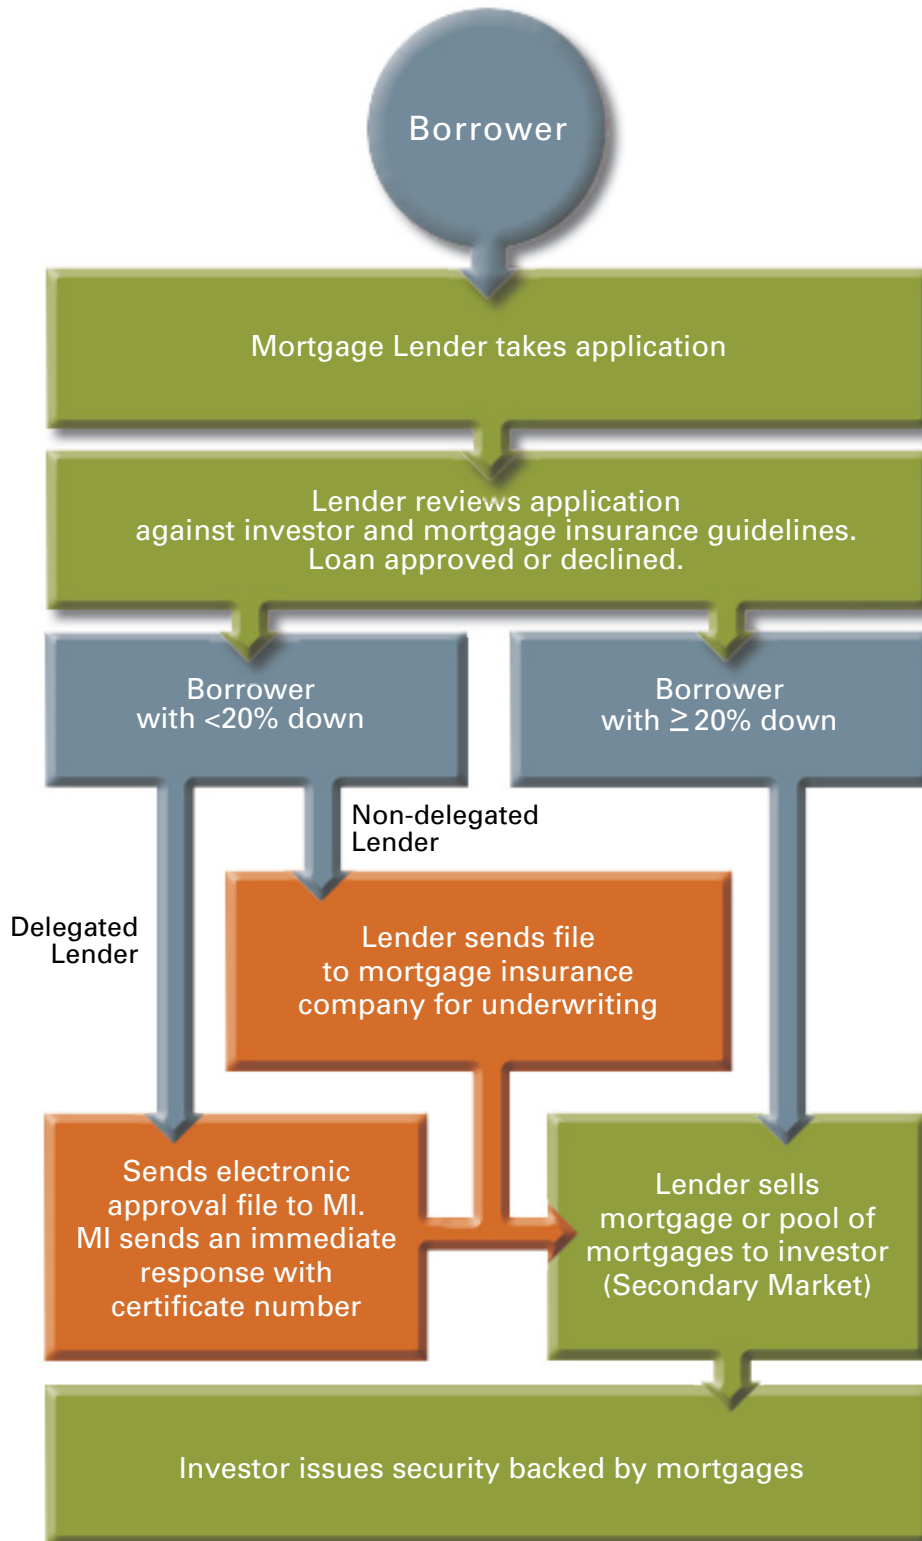 Borrower
Mortgage Lender takes application
Lender reviews application
against investor and mortgage insurance guidelines.
Loan approved or declined.
Borrower
with <20% down
Borrower
with ≥20% down
Non-delegated
Lender
Delegated
Lender
Lender sends file
to mortgage insurance
company for underwriting
Sends electronic
approval file to MI.
MI sends an immediate
response with
certificate number
Lender sells
mortgage or pool of
mortgages to investor
(Secondary Market)
Investor issues security backed by mortgages